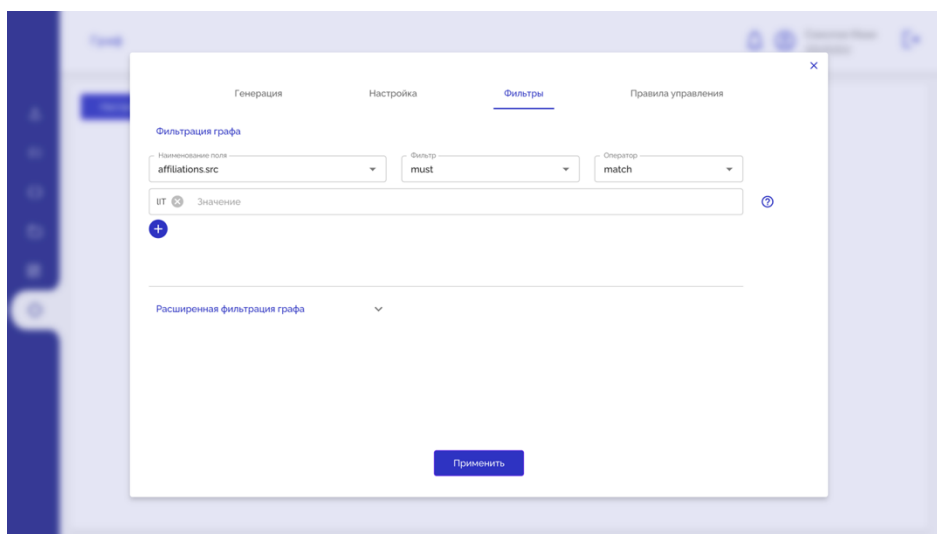 Граф
Генерация
Настройка
Фильтры
Правила управления
Фильтрация графа
Наименование поля
affiliations.src
Фильтр
must
Оператор
match
IIT
Значение
Расширенная фильтрация графа
Применить